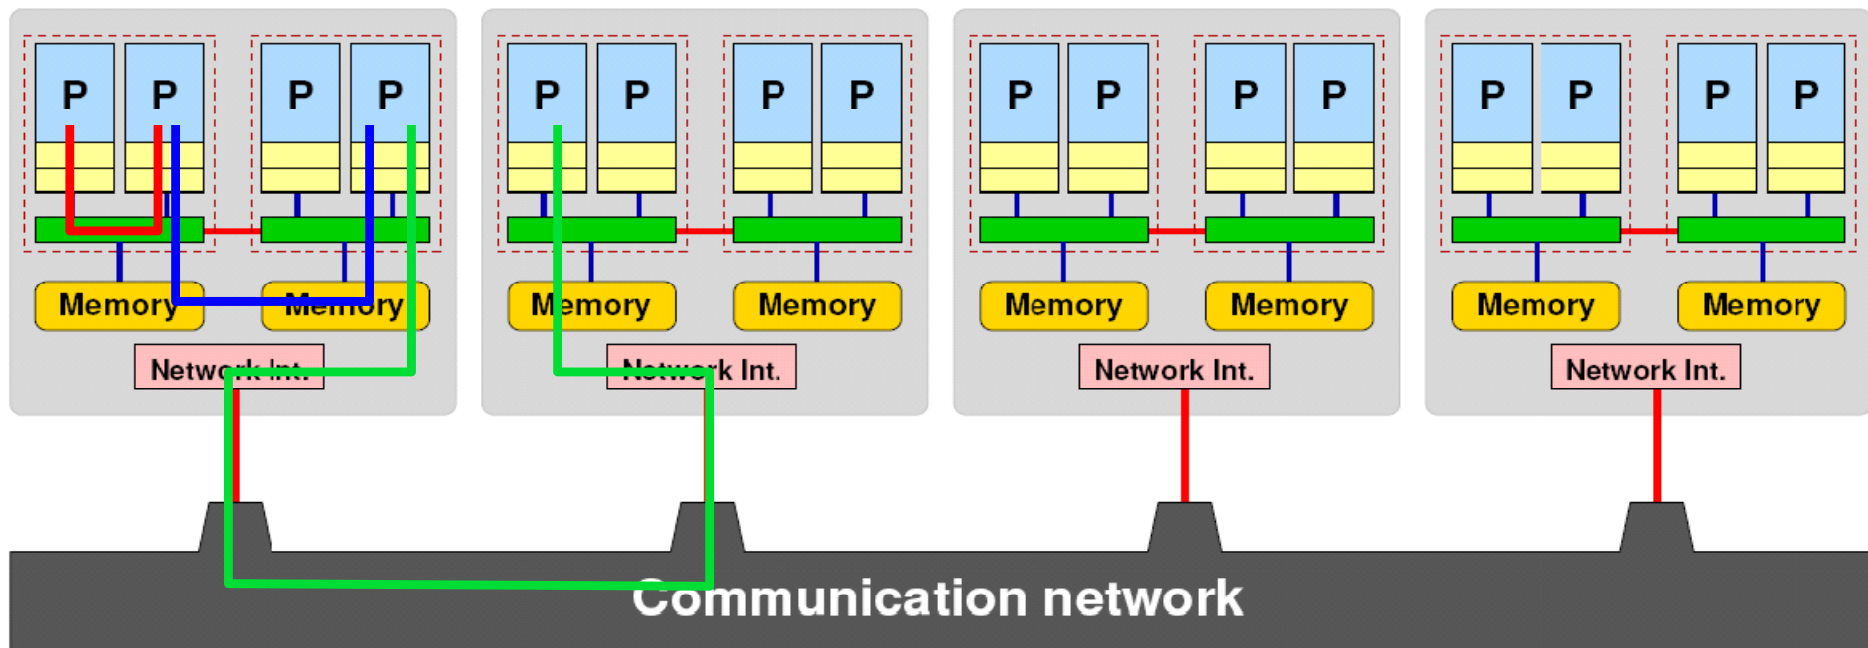 P P P P P P P P P P P P P P P P
Memory Memory Memory Memory Memory Memory Memory Memory
Network Int. Network Int. Network Int. Network Int.
Communication network